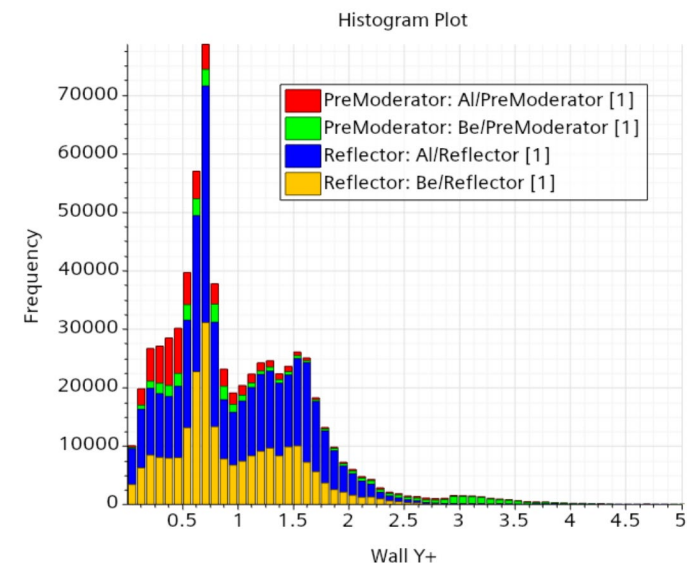 Histogram Plot
PreModerator: Al/PreModerator [1]
PreModerator: Be/PreModerator [1]
Reflector: Al/Reflector [1]
Reflector: Be/Reflector [1]
Frequency
70000
60000
50000
40000
30000
20000
10000
0
0.5 1 1.5 2 2.5 3 3.5 4 4.5 5
Wall Y+